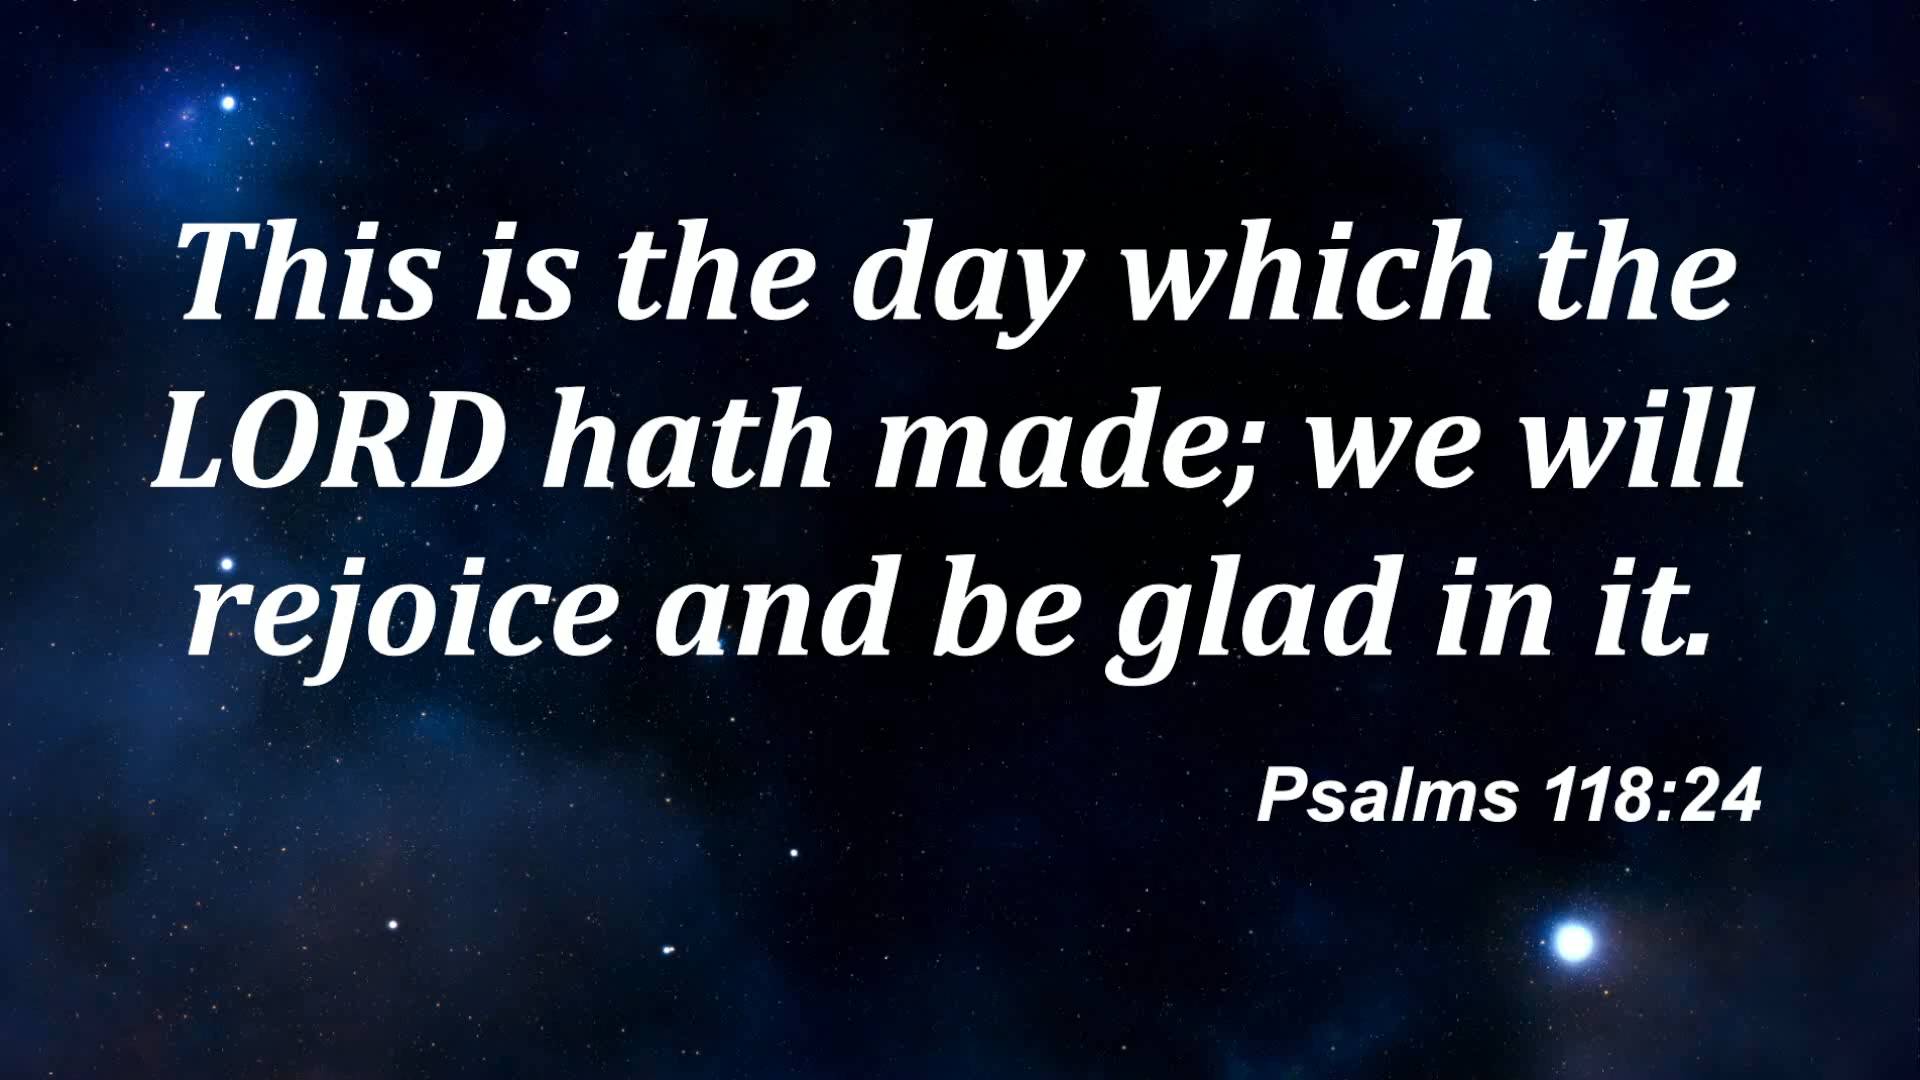 This is the day which the
LORD hath made; we will
rejoice and be glad in it.
Psalms 118:24